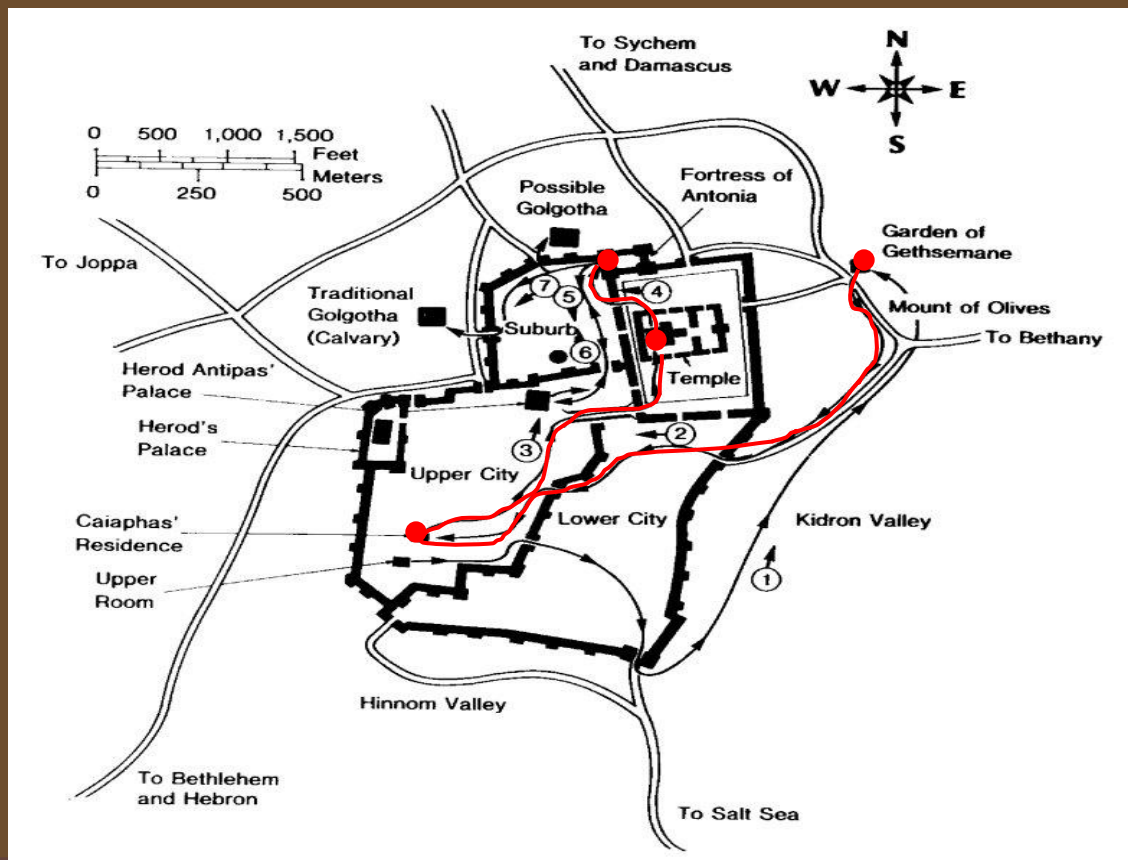 To Sychem
and Damascus
N
W
E
S
0 500 1,000 1,500
Feet
Meters
0 250 500
Possible
Golgotha
Fortress of
Antonia
Garden of
Gethsemane
To Joppa
Traditional
Golgotha
(Calvary)
7
5
4
Suburb
6
Mount of Olives
To Bethany
Temple
Herod Antipas'
Palace
Herod's
Palace
3
2
Upper City
Caiaphas'
Residence
Lower City
Kidron Valley
Upper
Room
1
Hinnom Valley
To Bethlehem
and Hebron
To Salt Sea